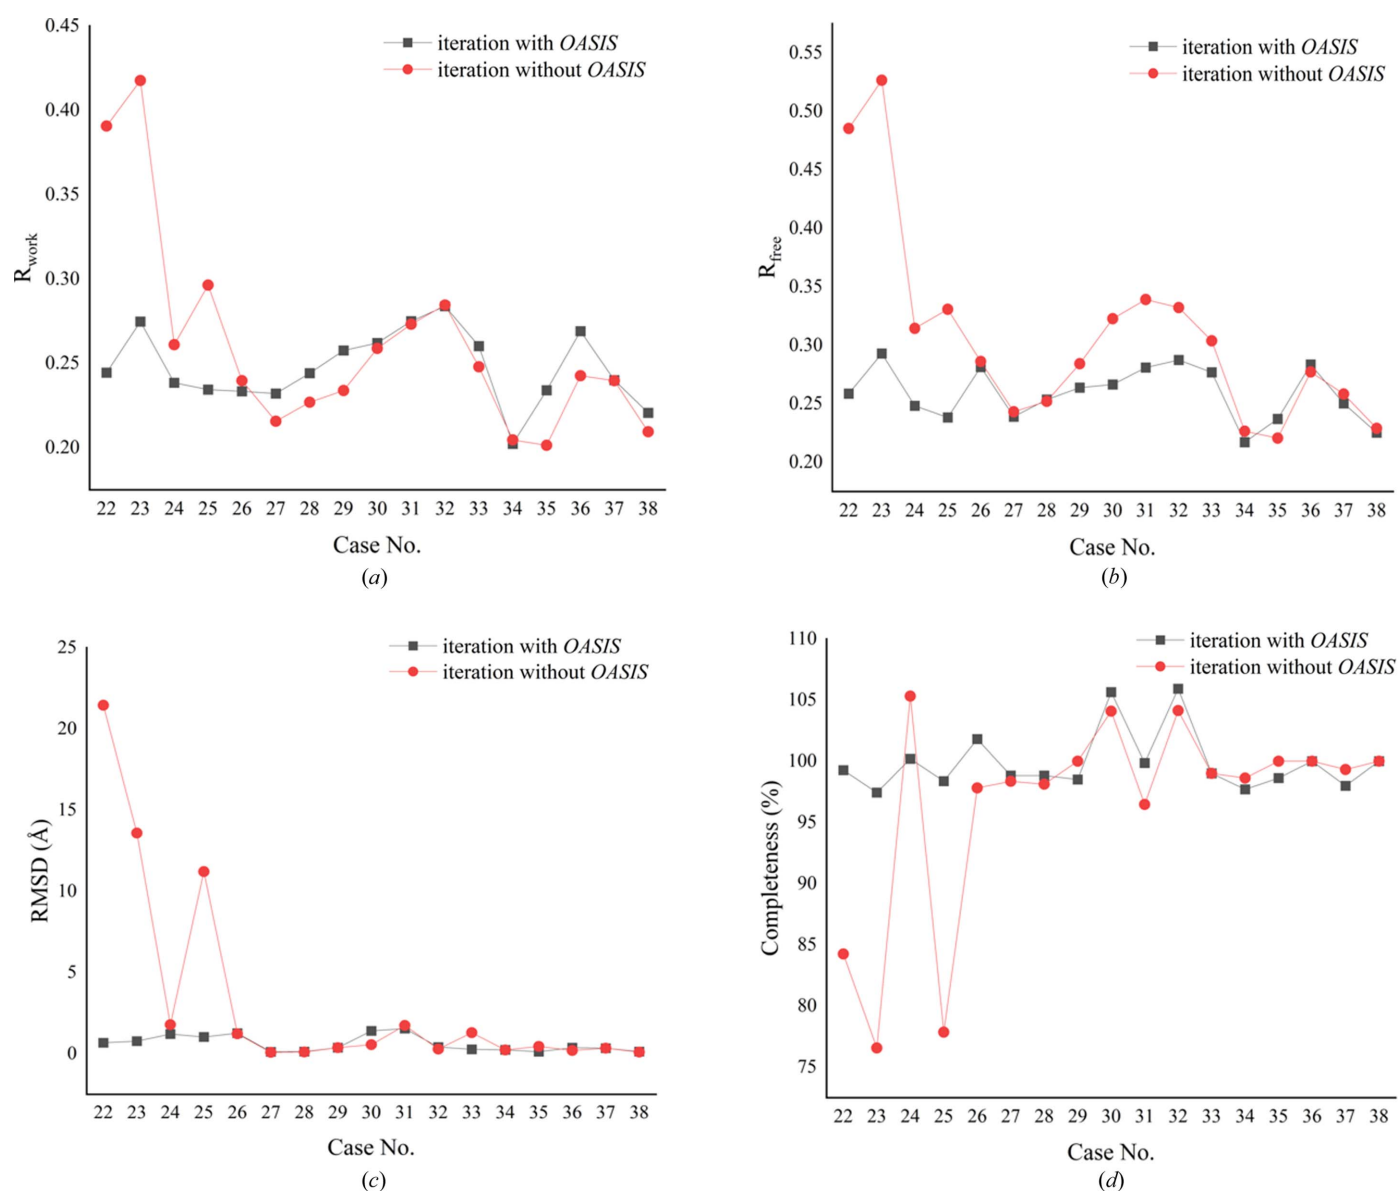 0.45
0.40
0.35
0.30
0.25
0.20
R_work
iteration with OASIS
iteration without OASIS
22 23 24 25 26 27 28 29 30 31 32 33 34 35 36 37 38
Case No.
(a)
0.55
0.50
0.45
0.40
0.35
0.30
0.25
0.20
R_free
iteration with OASIS
iteration without OASIS
22 23 24 25 26 27 28 29 30 31 32 33 34 35 36 37 38
Case No.
(b)
25
20
15
10
5
0
RMSD (Å)
iteration with OASIS
iteration without OASIS
22 23 24 25 26 27 28 29 30 31 32 33 34 35 36 37 38
Case No.
(c)
110
105
100
95
90
85
80
75
Completeness (%)
iteration with OASIS
iteration without OASIS
22 23 24 25 26 27 28 29 30 31 32 33 34 35 36 37 38
Case No.
(d)